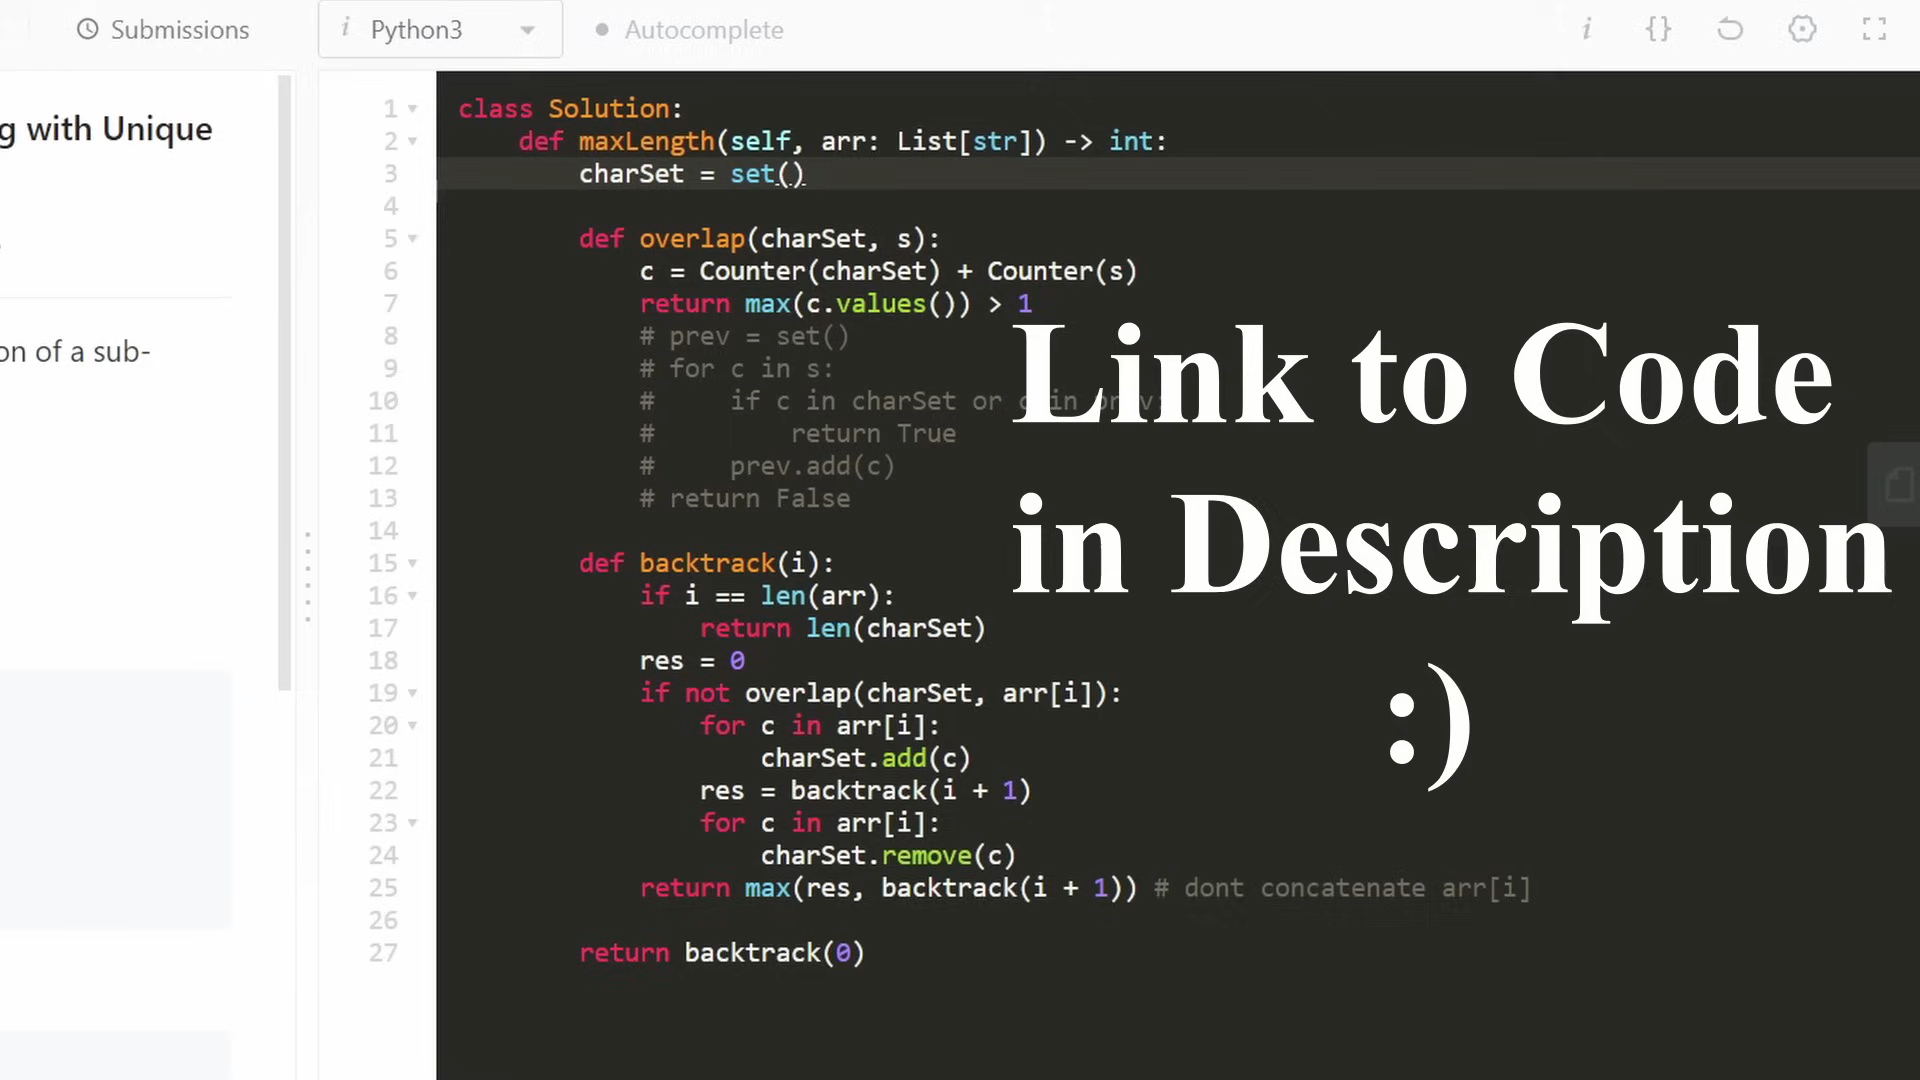 Submissions
i Python3
Autocomplete
i {}
g with Unique
on of a sub-
1 class Solution:
2 def maxLength(self, arr: List[str]) -> int:
3 charSet = set()
4
5 def overlap(charSet, s):
6 c = Counter(charSet) + Counter(s)
7 return max(c.values()) > 1
8 # prev = set()
9 # for c in s:
10 # if c in charSet or c in prev:
11 # return True
12 # prev.add(c)
13 # return False
14
15 def backtrack(i):
16 if i == len(arr):
17 return len(charSet)
18 res = 0
19 if not overlap(charSet, arr[i]):
20 for c in arr[i]:
21 charSet.add(c)
22 res = backtrack(i + 1)
23 for c in arr[i]:
24 charSet.remove(c)
25 return max(res, backtrack(i + 1)) # dont concatenate arr[i]
26
27 return backtrack(0)
Link to Code
in Description
:)